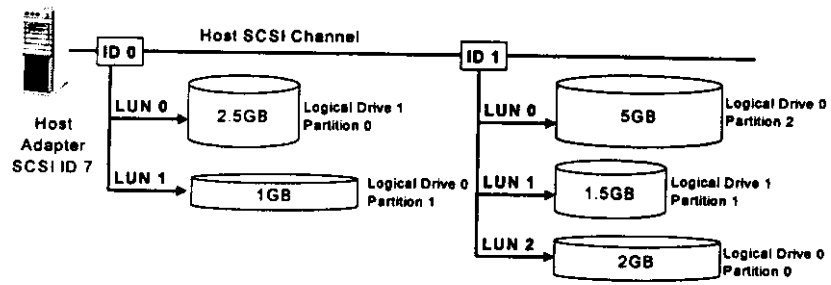 Host SCSI Channel
ID 0
ID 1
Host
Adapter
SCSI ID 7
LUN 0
2.5GB
Logical Drive 1
Partition 0
LUN 1
1GB
Logical Drive 0
Partition 1
LUN 0
5GB
Logical Drive 0
Partition 2
LUN 1
1.5GB
Logical Drive 1
Partition 1
LUN 2
2GB
Logical Drive 0
Partition 0